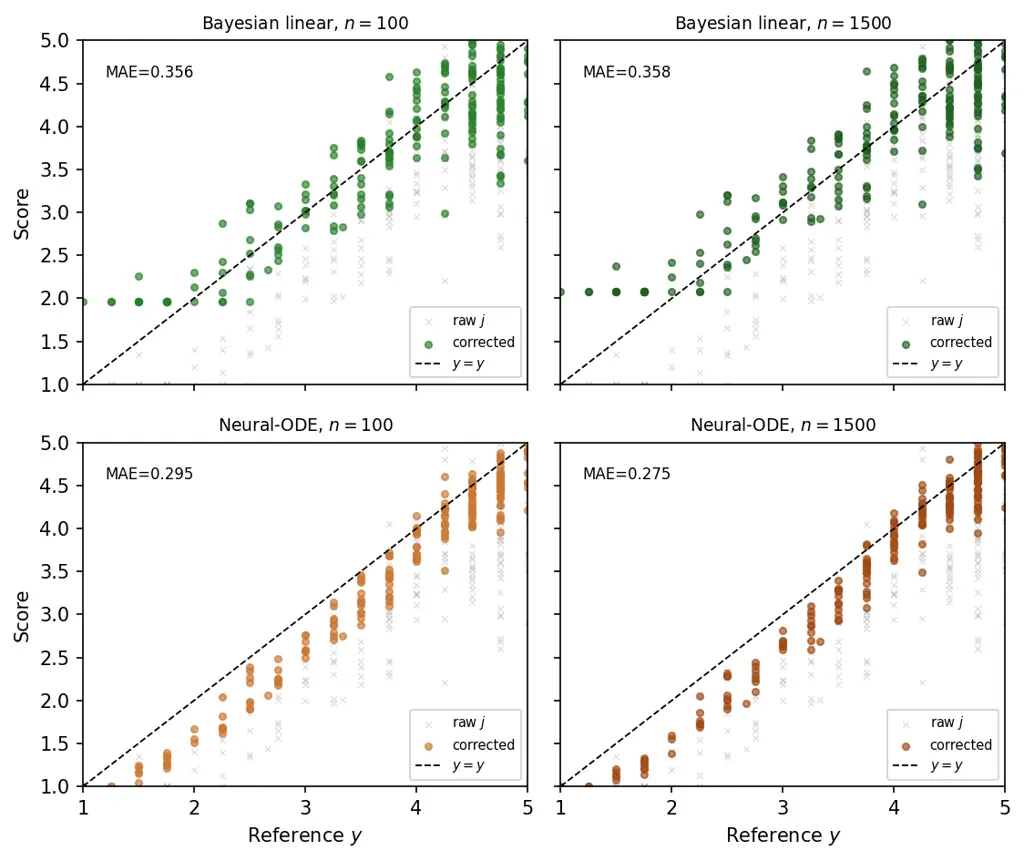 Bayesian linear, n = 100
MAE=0.356
Score
5.0
4.5
4.0
3.5
3.0
2.5
2.0
1.5
1.0
raw j
corrected
y = y
Bayesian linear, n = 1500
MAE=0.358
raw j
corrected
y = y
Neural-ODE, n = 100
MAE=0.295
Score
5.0
4.5
4.0
3.5
3.0
2.5
2.0
1.5
1.0
raw j
corrected
y = y
1 2 3 4 5
Reference y
Neural-ODE, n = 1500
MAE=0.275
raw j
corrected
y = y
1 2 3 4 5
Reference y